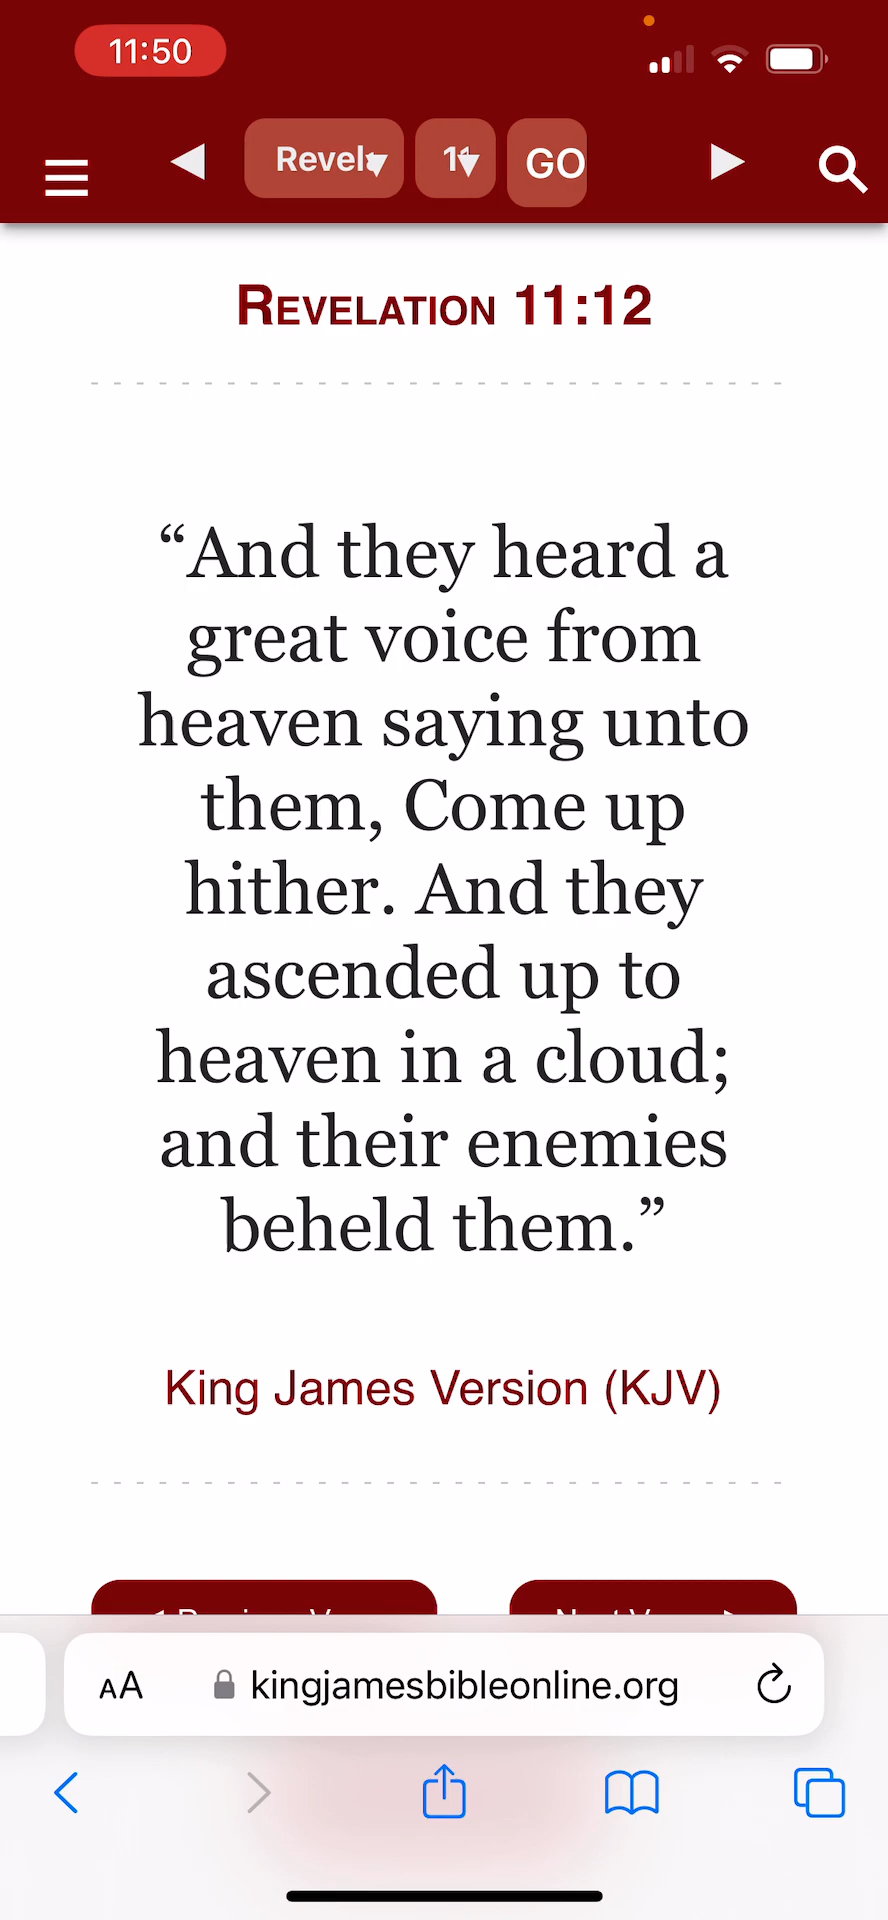 11:50
Revela
11
GO
REVELATION 11:12
“And they heard a
great voice from
heaven saying unto
them, Come up
hither. And they
ascended up to
heaven in a cloud;
and their enemies
beheld them.”
King James Version (KJV)
AA kingjamesbibleonline.org